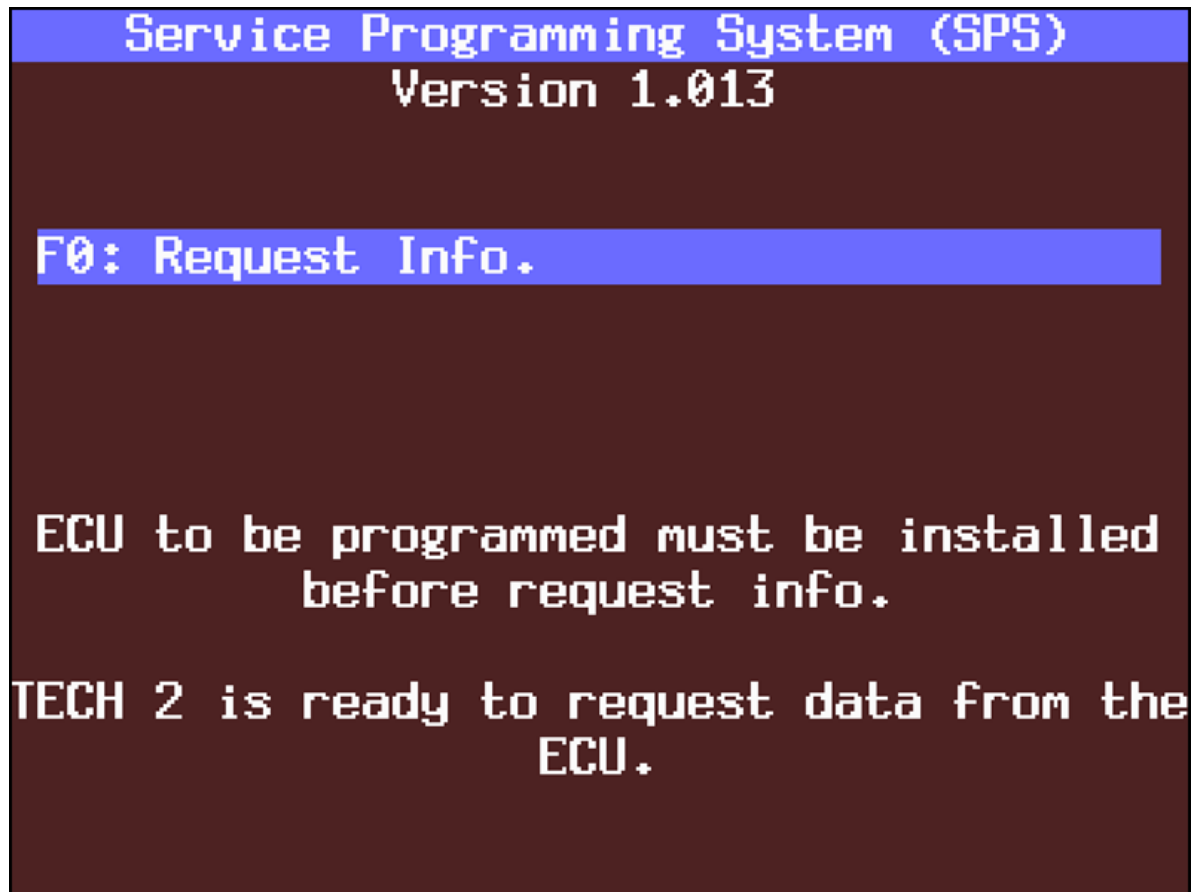 Service Programming System (SPS)
Version 1.013
F0: Request Info.
ECU to be programmed must be installed
before request info.
TECH 2 is ready to request data from the
ECU.